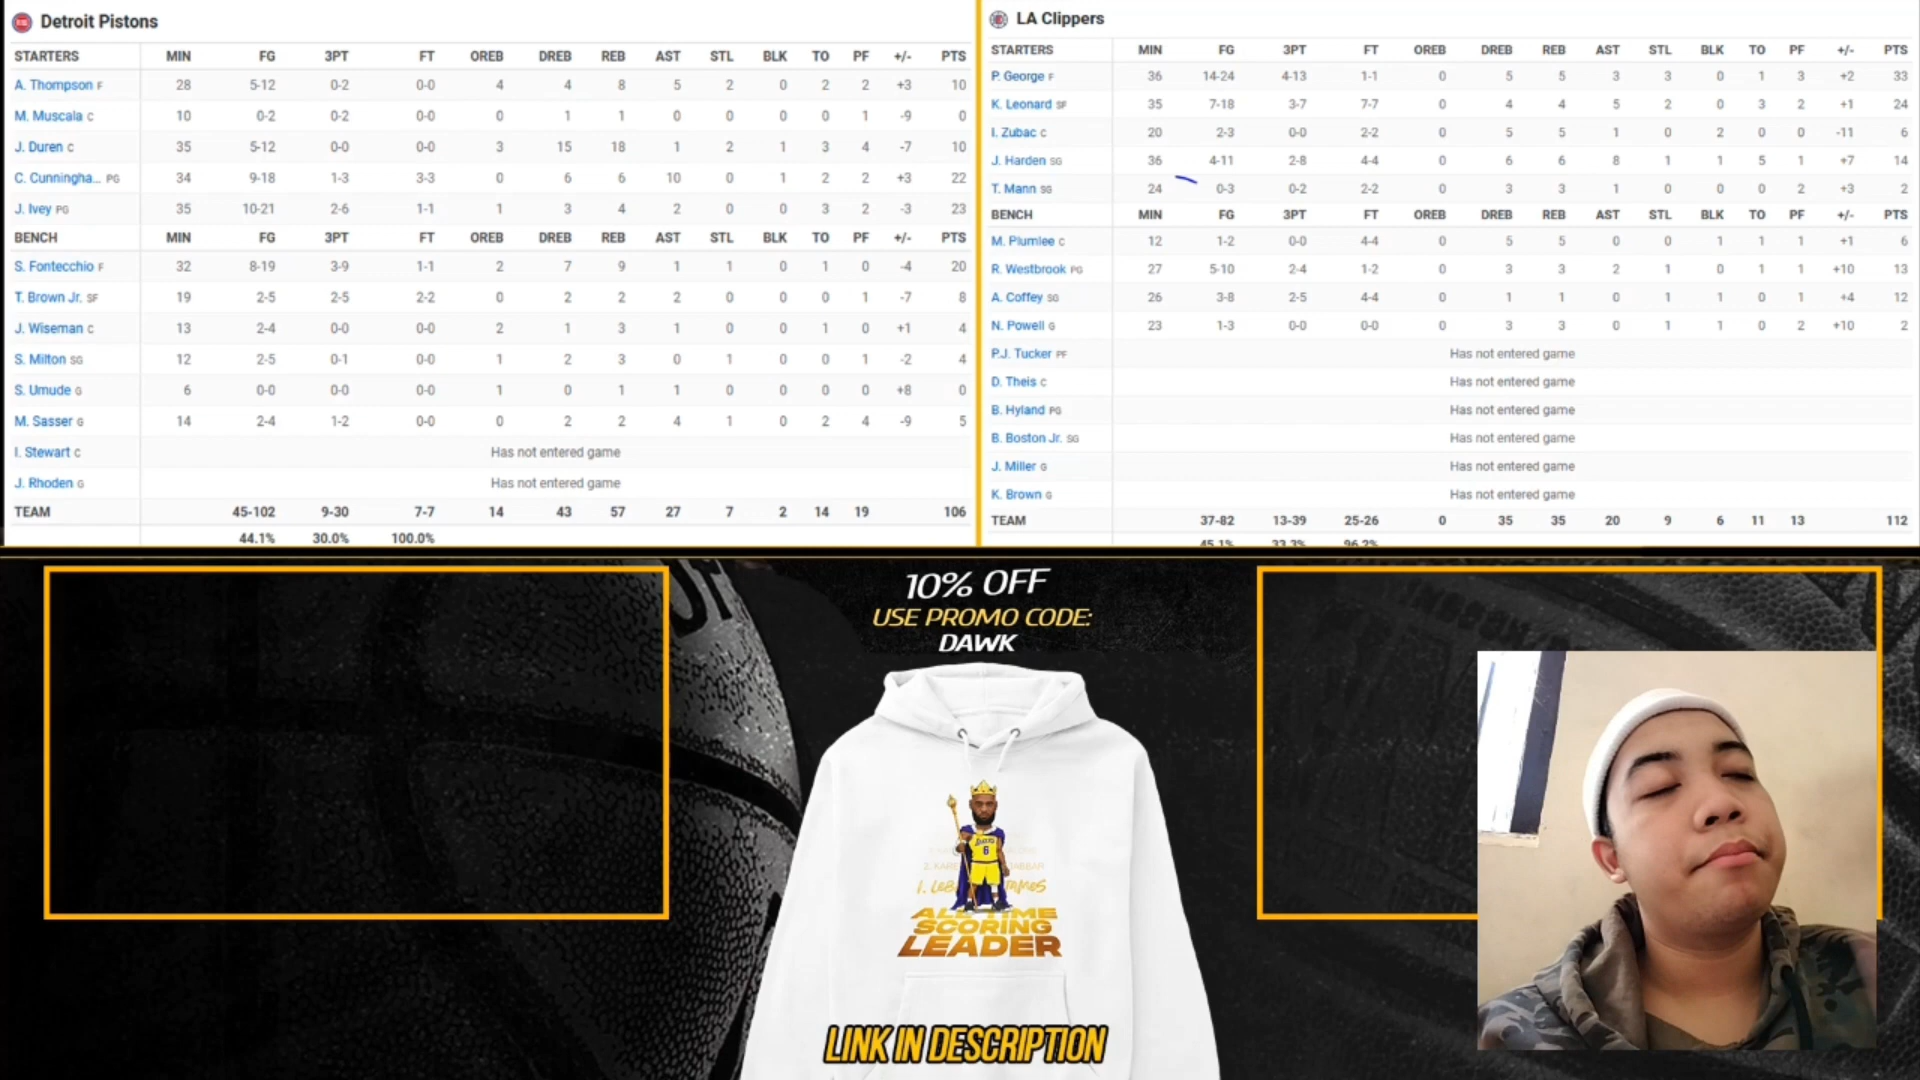 Detroit Pistons
STARTERS MIN FG 3PT FT OREB DREB REB AST STL BLK TO PF +/- PTS
A. Thompson F 28 5-12 0-2 0-0 4 4 8 5 2 0 2 2 +3 10
M. Muscala C 10 0-2 0-2 0-0 0 1 1 0 0 0 0 1 -9 0
J. Duren C 35 5-12 0-0 0-0 3 15 18 1 2 1 3 4 -7 10
C. Cunningha... PG 34 9-18 1-3 3-3 0 6 6 10 0 1 2 2 +3 22
J. Ivey PG 35 10-21 2-6 1-1 1 3 4 2 0 0 3 2 -3 23
BENCH MIN FG 3PT FT OREB DREB REB AST STL BLK TO PF +/- PTS
S. Fontecchio F 32 8-19 3-9 1-1 2 7 9 1 1 0 1 0 -4 20
T. Brown Jr. SF 19 2-5 2-5 2-2 0 2 2 2 0 0 0 1 -7 8
J. Wiseman C 13 2-4 0-0 0-0 2 1 3 1 0 0 1 0 +1 4
S. Milton SG 12 2-5 0-1 0-0 1 2 3 0 1 0 0 1 -2 4
S. Umude G 6 0-0 0-0 0-0 1 0 1 1 0 0 0 0 +8 0
M. Sasser G 14 2-4 1-2 0-0 0 2 2 4 1 0 2 4 -9 5
I. Stewart C Has not entered game
J. Rhoden G Has not entered game
TEAM 45-102 9-30 7-7 14 43 57 27 7 2 14 19 106
44.1% 30.0% 100.0%
LA Clippers
STARTERS MIN FG 3PT FT OREB DREB REB AST STL BLK TO PF +/- PTS
P. George F 36 14-24 4-13 1-1 0 5 5 3 3 0 1 3 +2 33
K. Leonard SF 35 7-18 3-7 7-7 0 4 4 5 2 0 3 2 +1 24
I. Zubac C 20 2-3 0-0 2-2 0 5 5 1 0 2 0 0 -11 6
J. Harden SG 36 4-11 2-8 4-4 0 6 6 8 1 1 5 1 +7 14
T. Mann SG 24 0-3 0-2 2-2 0 3 3 1 0 0 0 2 +3 2
BENCH MIN FG 3PT FT OREB DREB REB AST STL BLK TO PF +/- PTS
M. Plumlee C 12 1-2 0-0 4-4 0 5 5 0 0 1 1 1 +1 6
R. Westbrook PG 27 5-10 2-4 1-2 0 3 3 2 1 0 1 1 +10 13
A. Coffey SG 26 3-8 2-5 4-4 0 1 1 0 1 1 0 1 +4 12
N. Powell G 23 1-3 0-0 0-0 0 3 3 0 1 1 0 2 +10 2
P.J. Tucker PF Has not entered game
D. Theis C Has not entered game
B. Hyland PG Has not entered game
B. Boston Jr. SG Has not entered game
J. Miller G Has not entered game
K. Brown G Has not entered game
TEAM 37-82 13-39 25-26 0 35 35 20 9 6 11 13 112
45.1% 33.3% 96.2%
10% OFF
USE PROMO CODE:
DAWK
6
ALL TIME
SCORING
LEADER
LINK IN DESCRIPTION